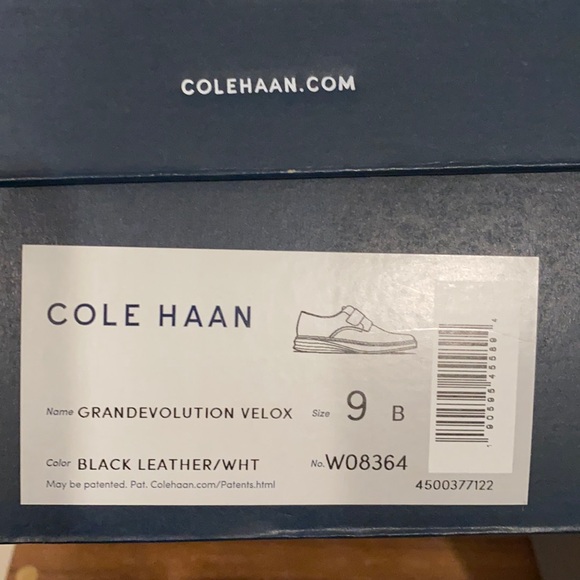 COLEHAAN.COM
COLE HAAN
Name GRANDEVOLUTION VELOX Size 9 B
Color BLACK LEATHER/WHT No. W08364
May be patented. Pat. Colehaan.com/Patents.html 4500377122